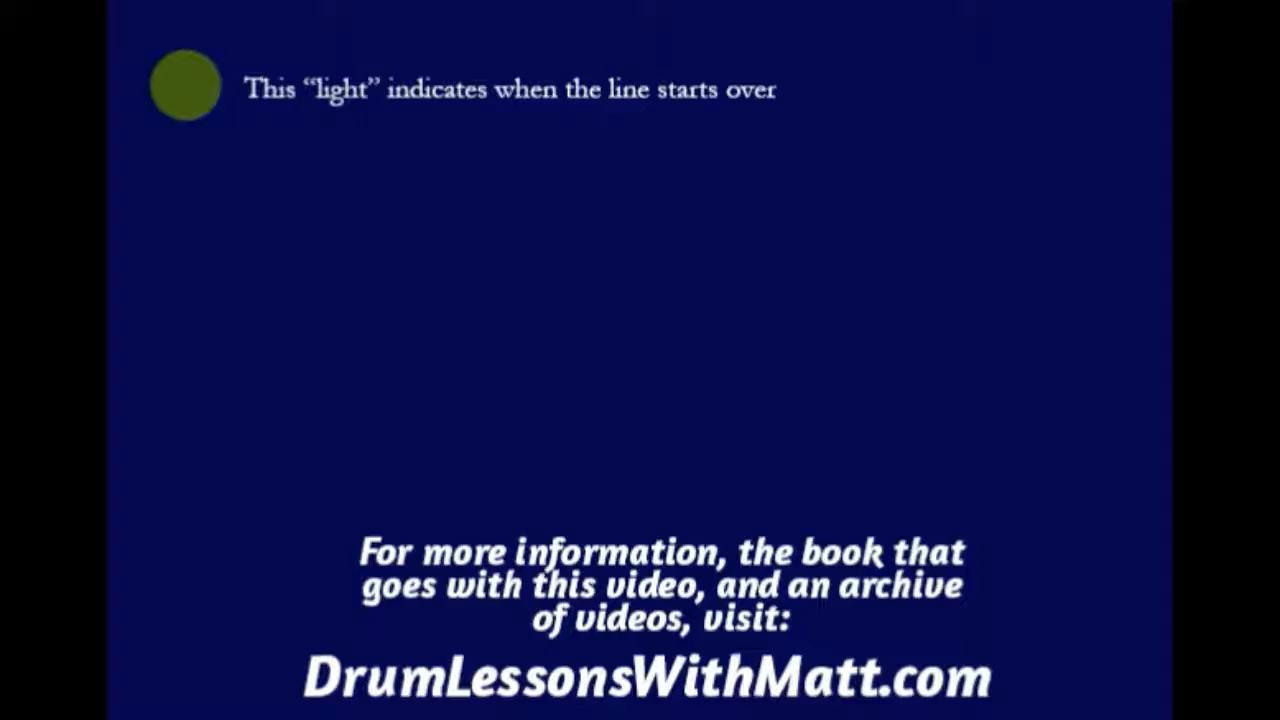 This “light” indicates when the line starts over
For more information, the book that
goes with this video, and an archive
of videos, visit:
DrumLessonsWithMatt.com